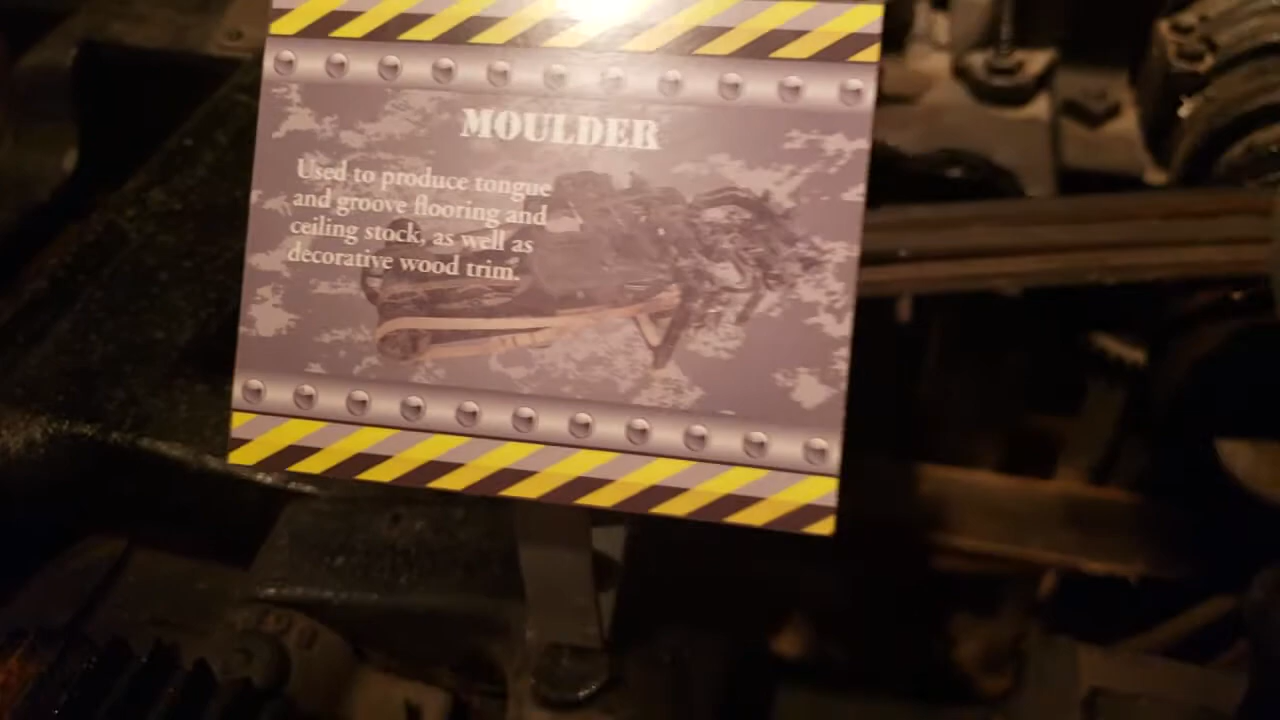 MOULDER
Used to produce tongue
and groove flooring and
ceiling stock, as well as
decorative wood trim.